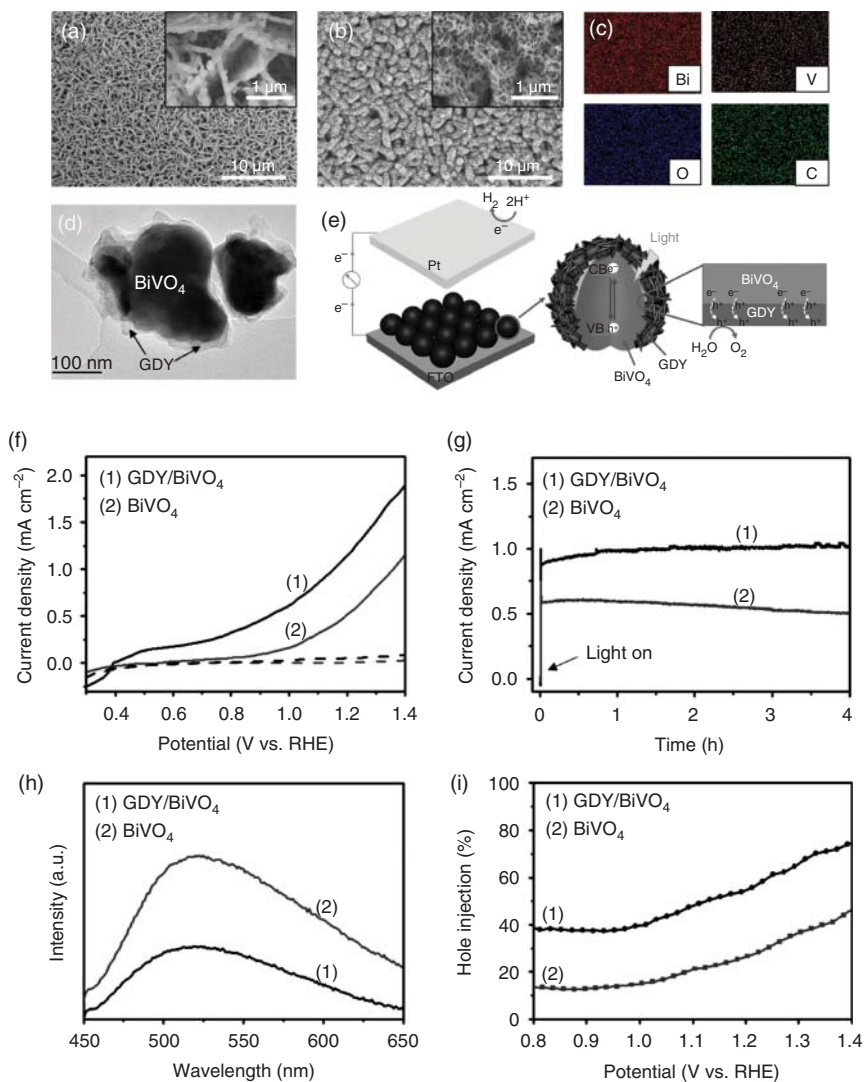 (a)
1 µm
10 µm
(b)
1 µm
10 µm
(c)
Bi
V
O
C
(d)
BiVO₄
GDY
100 nm
(e)
H₂ 2H⁺
e⁻
Pt
e⁻
e⁻
FTO
Light
CB e⁻
VB h⁺
BiVO₄
GDY
BiVO₄
e⁻ e⁻ e⁻ e⁻
h⁺ h⁺ h⁺ h⁺
GDY
h⁺ h⁺ h⁺ h⁺
H₂O O₂
(f)
(1) GDY/BiVO₄
(2) BiVO₄
Current density (mA cm⁻²)
2.0
1.5
1.0
0.5
0.0
(1)
(2)
0.4 0.6 0.8 1.0 1.2 1.4
Potential (V vs. RHE)
(g)
(1) GDY/BiVO₄
(2) BiVO₄
Current density (mA cm⁻²)
1.5
1.0
0.5
0.0
(1)
(2)
Light on
0 1 2 3 4
Time (h)
(h)
(1) GDY/BiVO₄
(2) BiVO₄
Intensity (a.u.)
(2)
(1)
450 500 550 600 650
Wavelength (nm)
(i)
(1) GDY/BiVO₄
(2) BiVO₄
Hole injection (%)
100
80
60
40
20
0
(1)
(2)
0.8 0.9 1.0 1.1 1.2 1.3 1.4
Potential (V vs. RHE)